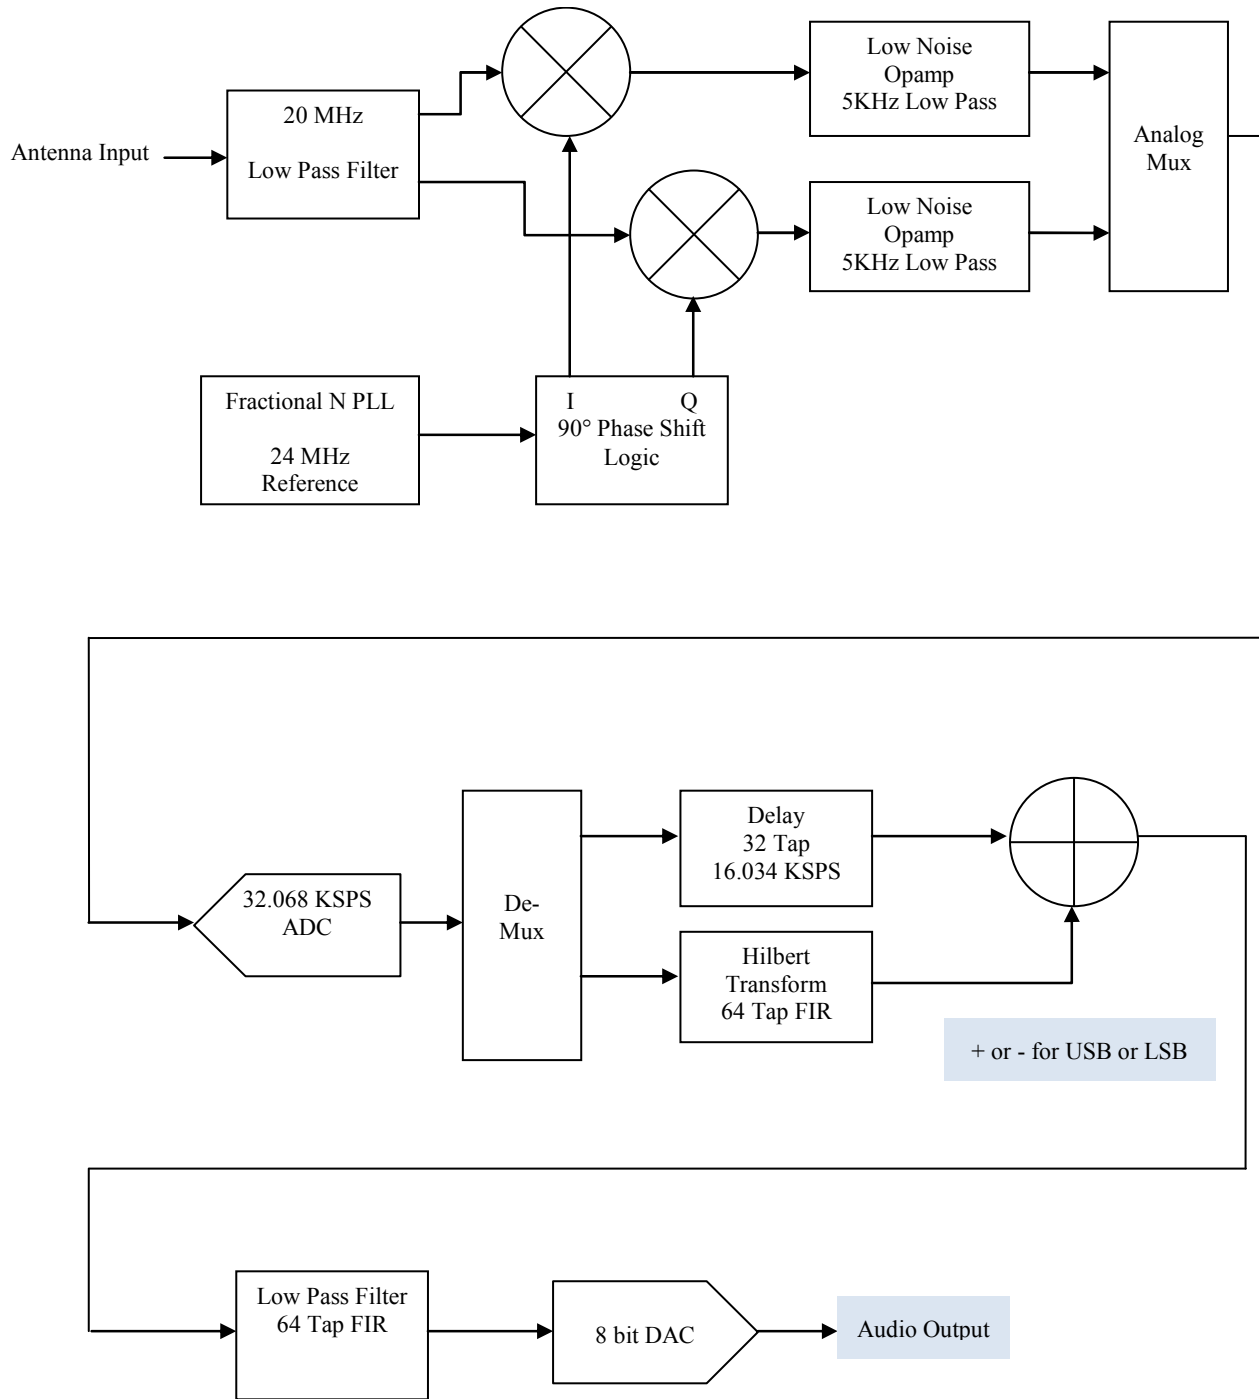 20 MHz
Low Pass Filter
Antenna Input
Low Noise
Opamp
5KHz Low Pass
Analog
Mux
Low Noise
Opamp
5KHz Low Pass
Fractional N PLL
24 MHz
Reference
I Q
90° Phase Shift
Logic
32.068 KSPS
ADC
De-
Mux
Delay
32 Tap
16.034 KSPS
Hilbert
Transform
64 Tap FIR
+ or - for USB or LSB
Low Pass Filter
64 Tap FIR
8 bit DAC
Audio Output